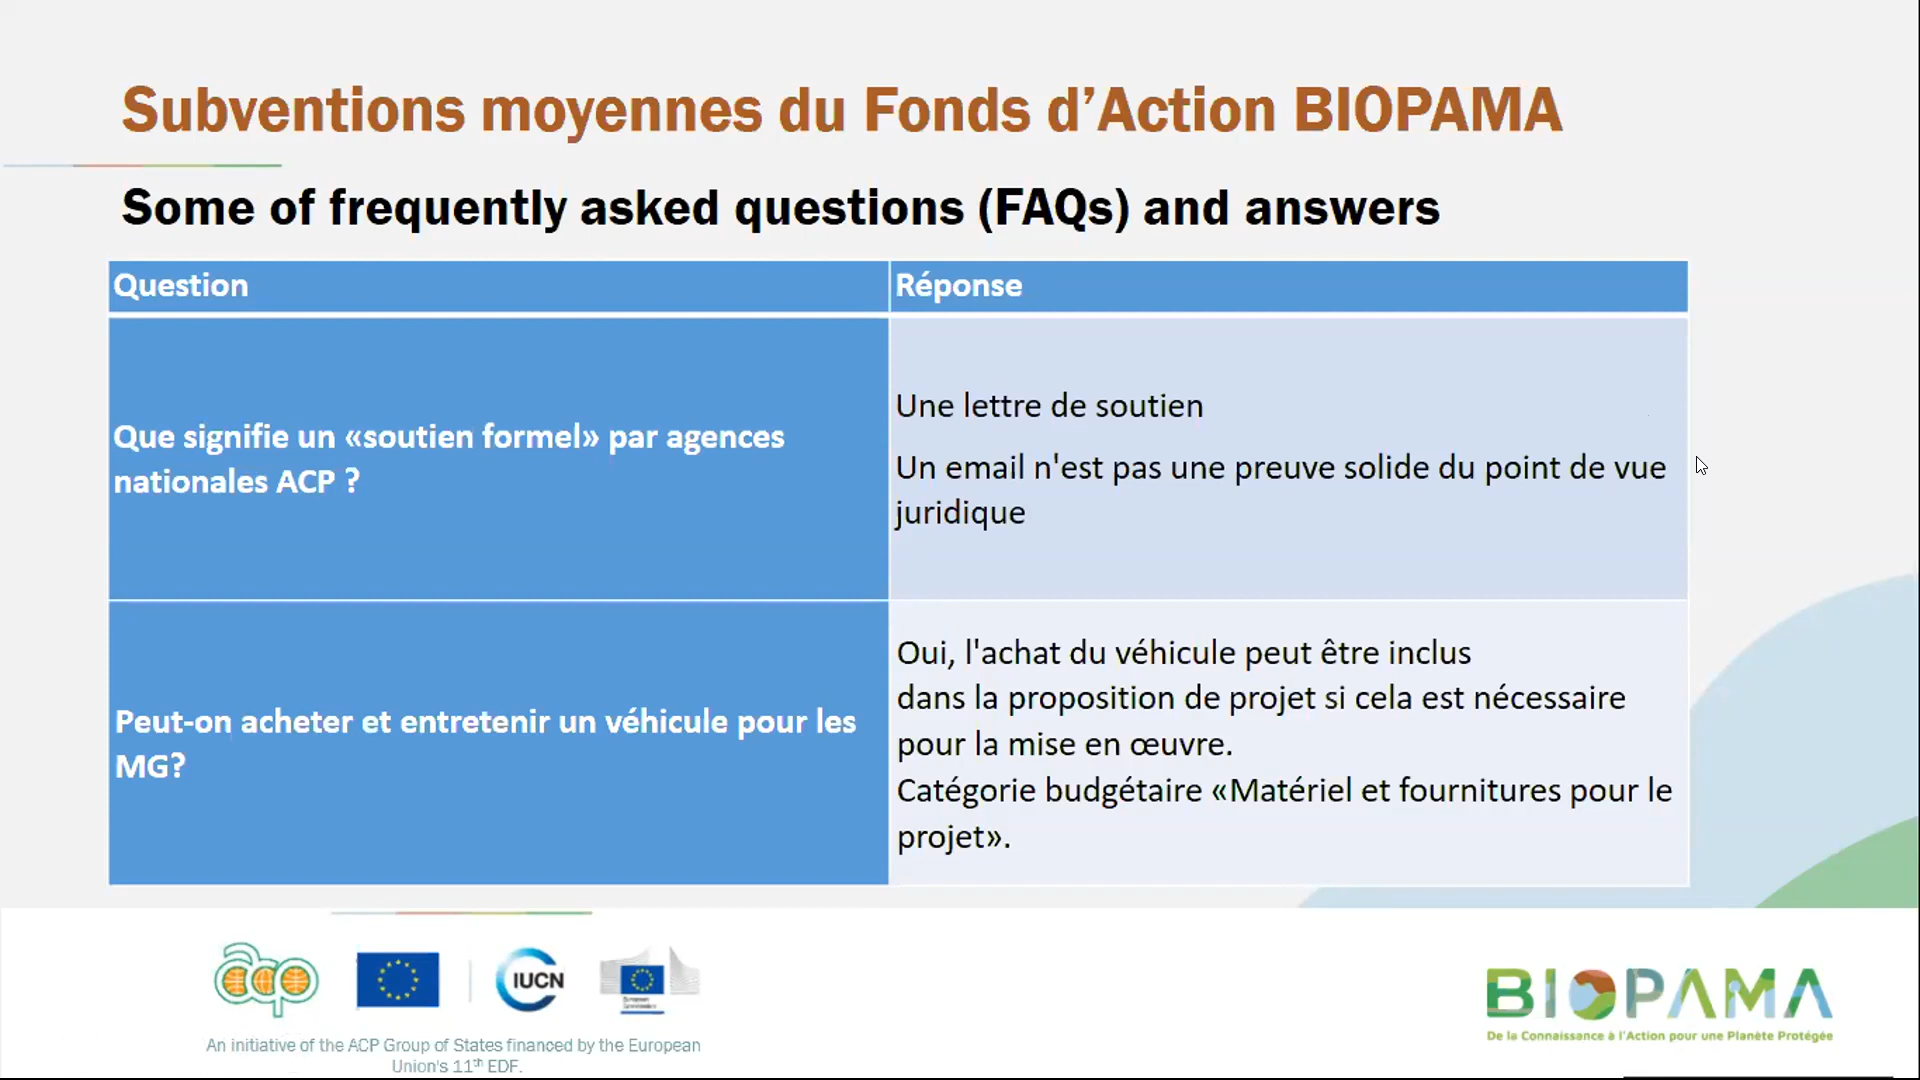 Subventions moyennes du Fonds d’Action BIOPAMA
Some of frequently asked questions (FAQs) and answers
Question
Réponse
Que signifie un «soutien formel» par agences
nationales ACP ?
Une lettre de soutien
Un email n'est pas une preuve solide du point de vue
juridique
Peut-on acheter et entretenir un véhicule pour les
MG?
Oui, l'achat du véhicule peut être inclus
dans la proposition de projet si cela est nécessaire
pour la mise en œuvre.
Catégorie budgétaire «Matériel et fournitures pour le
projet».
acp
IUCN
European
Commission
An initiative of the ACP Group of States financed by the European
Union's 11th EDF.
BIOPAMA
De la Connaissance à l'Action pour une Planète Protégée